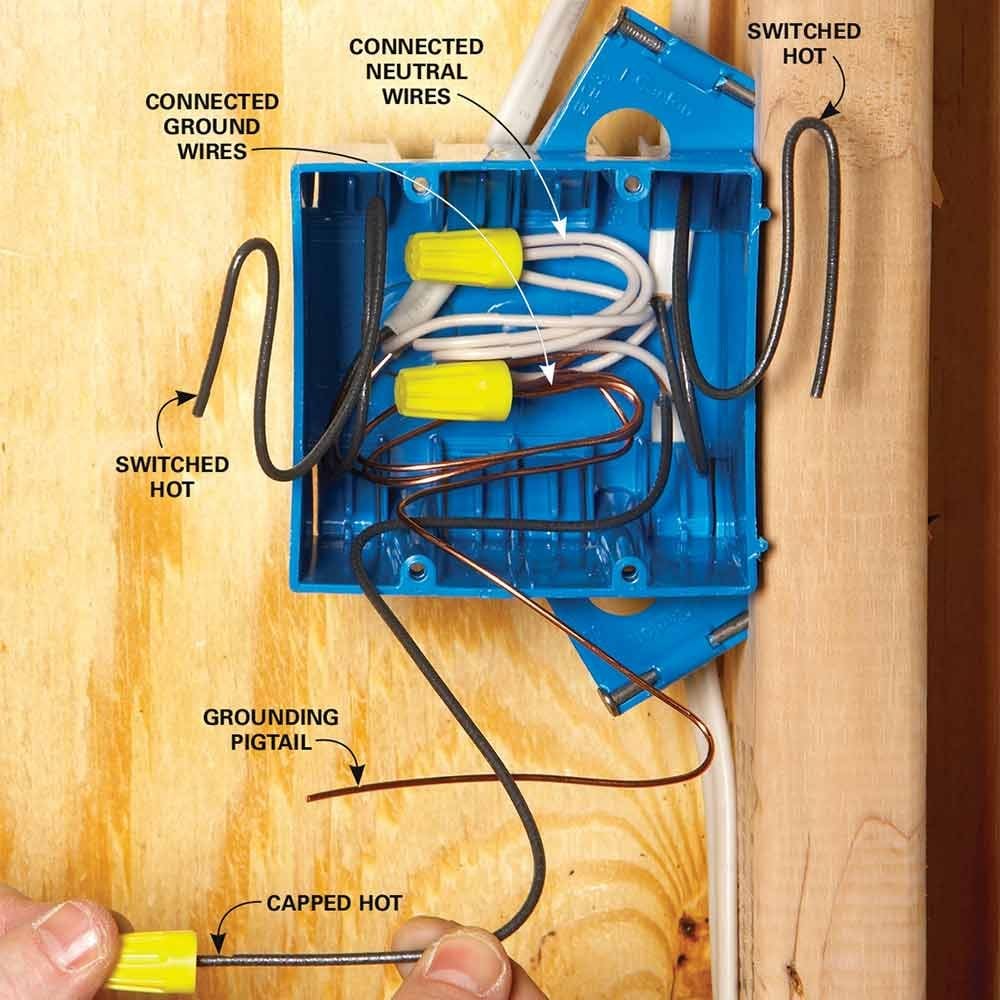 SWITCHED
HOT
CONNECTED
NEUTRAL
WIRES
CONNECTED
GROUND
WIRES
SWITCHED
HOT
GROUNDING
PIGTAIL
CAPPED HOT